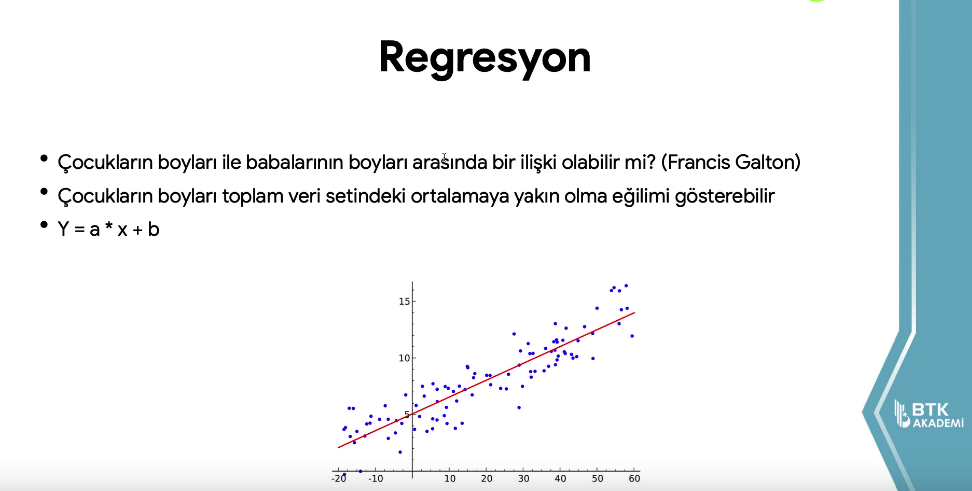 Regresyon
• Çocukların boyları ile babalarının boyları arasında bir ilişki olabilir mi? (Francis Galton)
• Çocukların boyları toplam veri setindeki ortalamaya yakın olma eğilimi gösterebilir
• Y = a * x + b
15
10
5
-20 -10 10 20 30 40 50 60
BTK
AKADEMİ